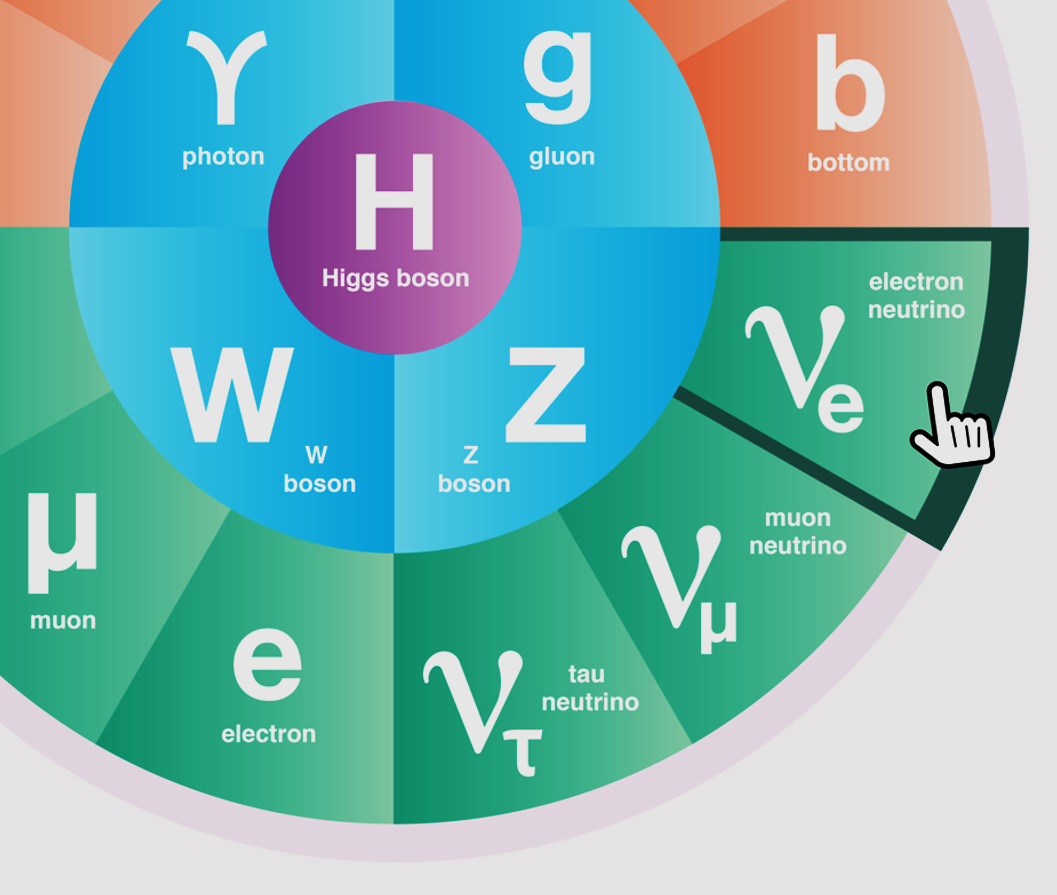 γ
photon
g
gluon
b
bottom
H
Higgs boson
electron
neutrino
νe
W
W
boson
Z
Z
boson
muon
neutrino
νμ
μ
muon
e
electron
ντ
tau
neutrino